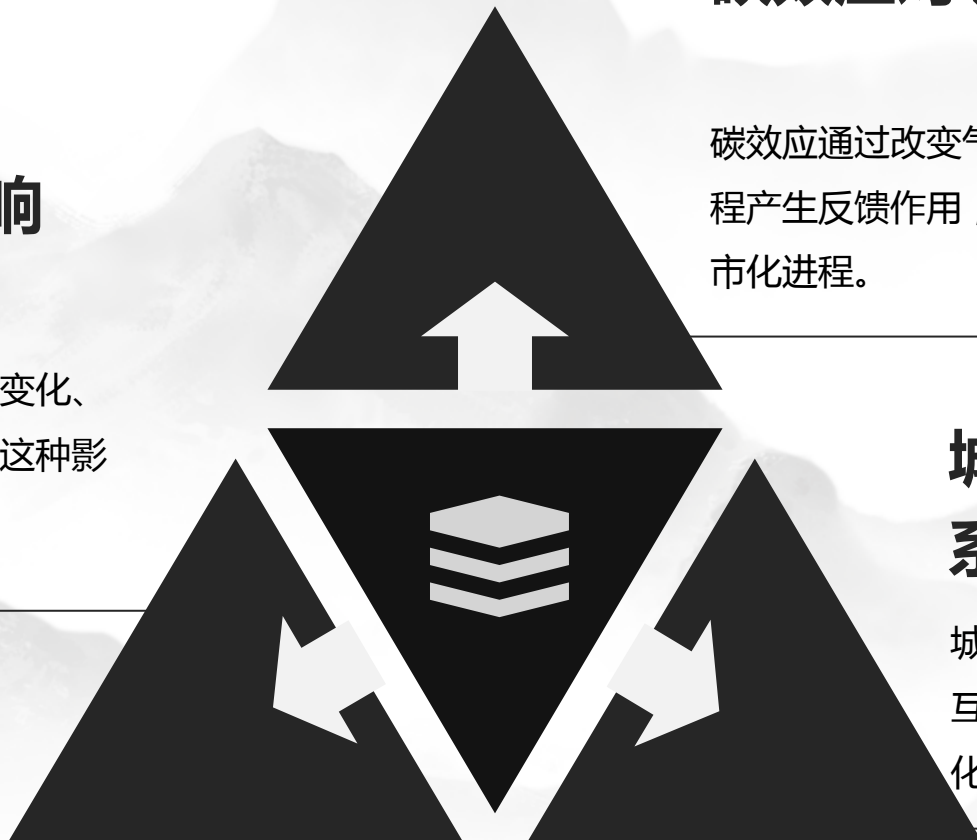 响
变化、
这种影
碳效应通过改变气
程产生反馈作用，
市化进程。
城
系
城
互
化